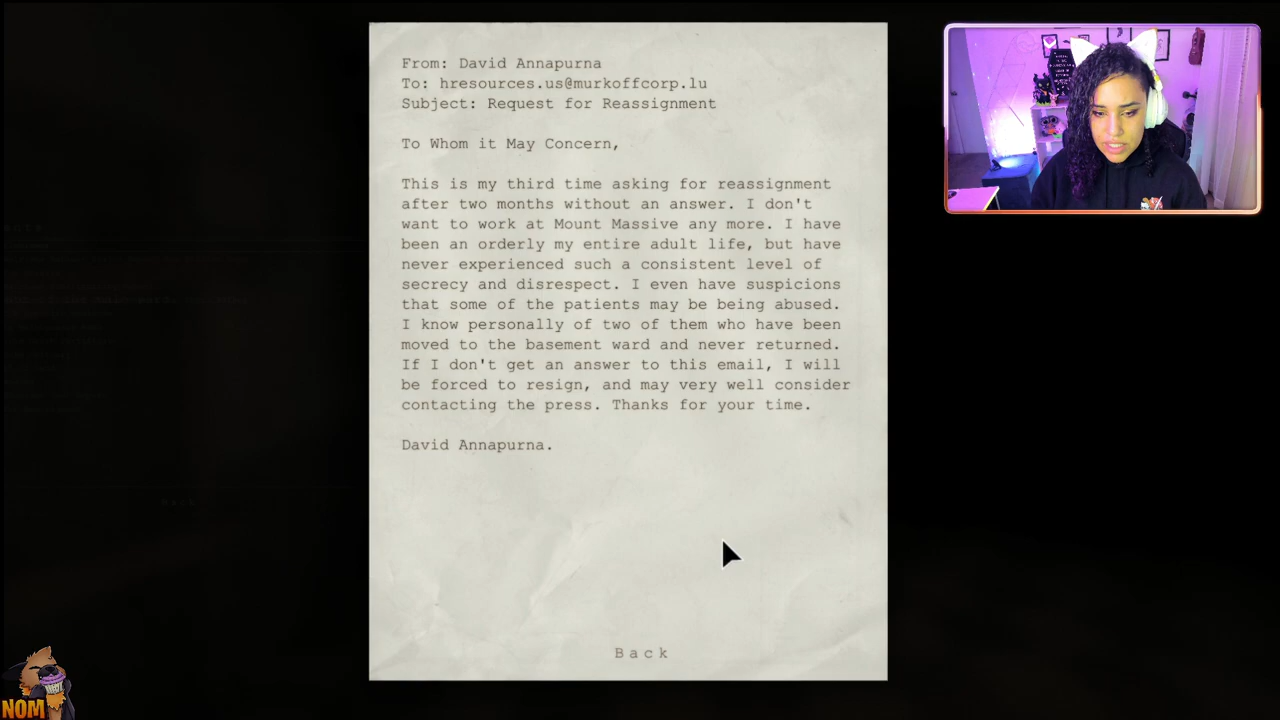 From: David Annapurna
To: hresources.us@murkoffcorp.lu
Subject: Request for Reassignment
To Whom it May Concern,
This is my third time asking for reassignment
after two months without an answer. I don't
want to work at Mount Massive any more. I have
been an orderly my entire adult life, but have
never experienced such a consistent level of
secrecy and disrespect. I even have suspicions
that some of the patients may be being abused.
I know personally of two of them who have been
moved to the basement ward and never returned.
If I don't get an answer to this email, I will
be forced to resign, and may very well consider
contacting the press. Thanks for your time.
David Annapurna.
Back
NOM